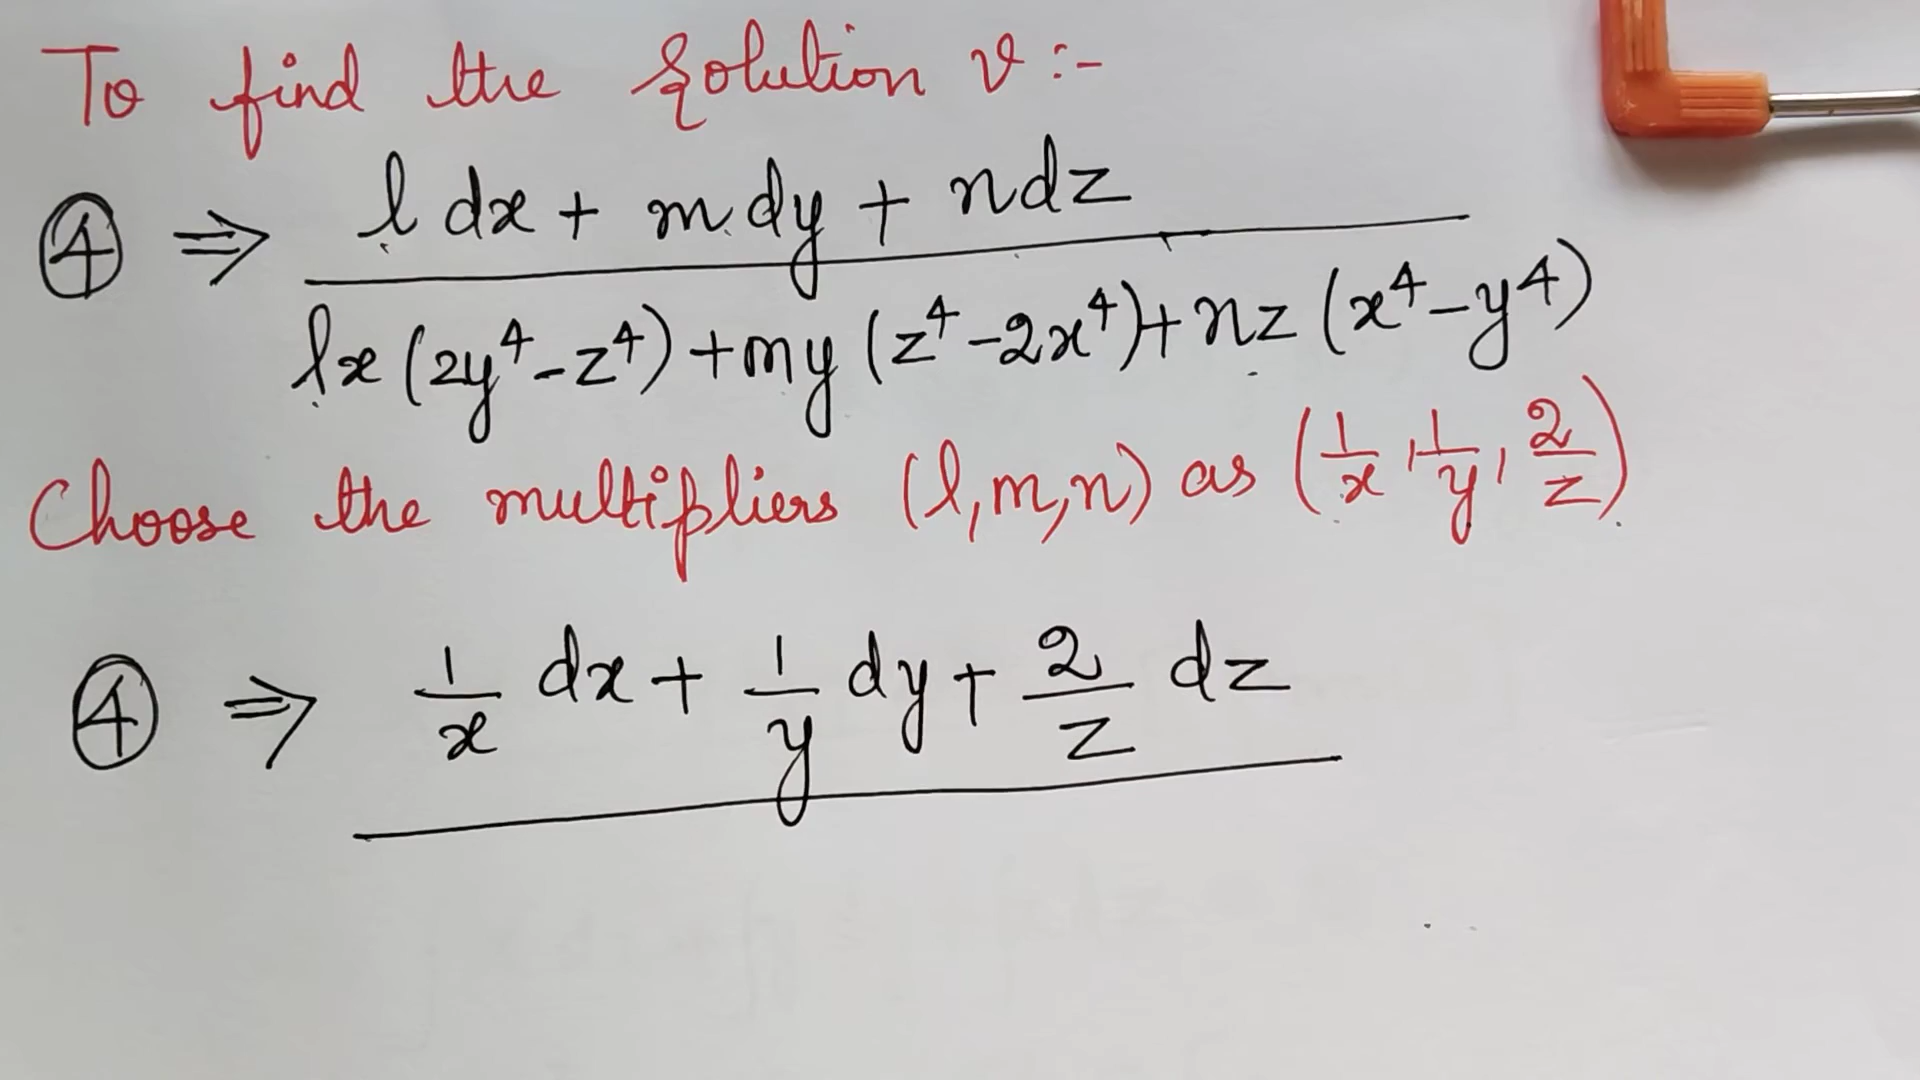 To find the solution v :-
④ ⇒ l dx + m dy + n dz
lx (2y⁴ - z⁴) + my (z⁴ - 2x⁴) + nz (x⁴ - y⁴)
Choose the multipliers (l, m, n) as (1/x, 1/y, 2/z).
④ ⇒ 1/x dx + 1/y dy + 2/z dz